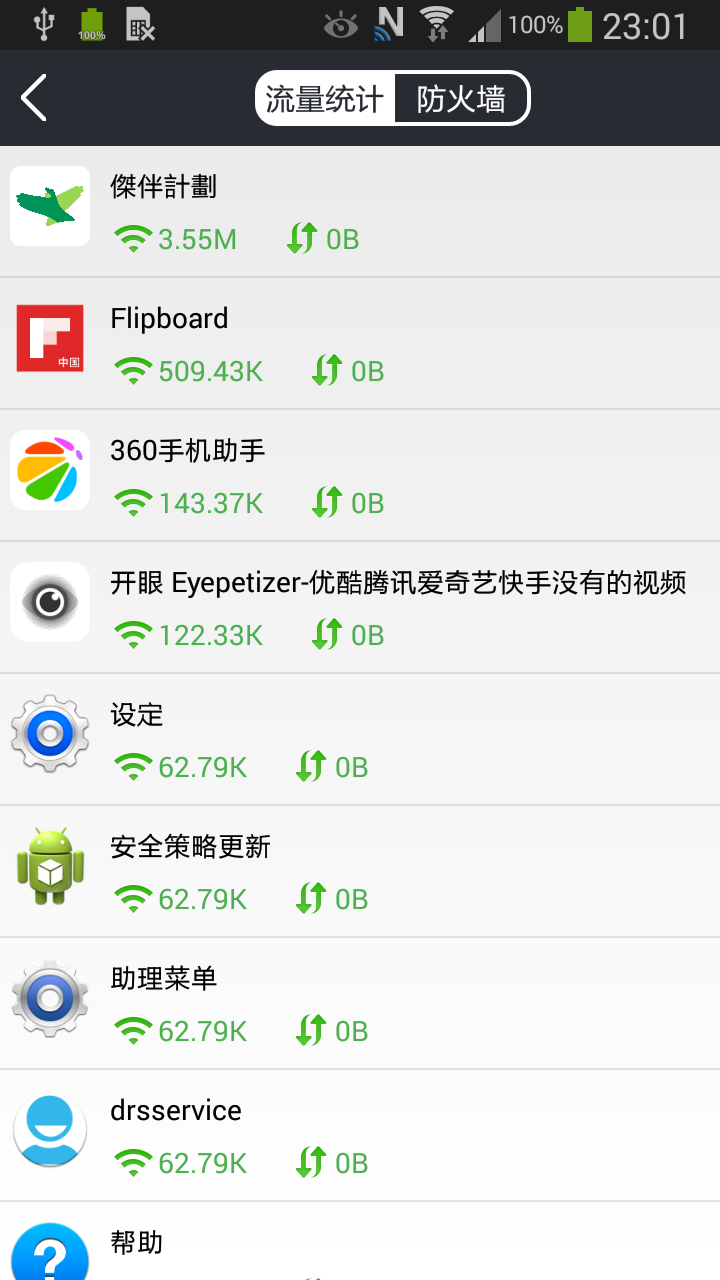 100%
100%
23:01
流量统计
防火墙
傑伴計劃
3.55M
0B
Flipboard
中国
509.43K
0B
360手机助手
143.37K
0B
开眼 Eyepetizer-优酷腾讯爱奇艺快手没有的视频
122.33K
0B
设定
62.79K
0B
安全策略更新
62.79K
0B
助理菜单
62.79K
0B
drsservice
62.79K
0B
帮助